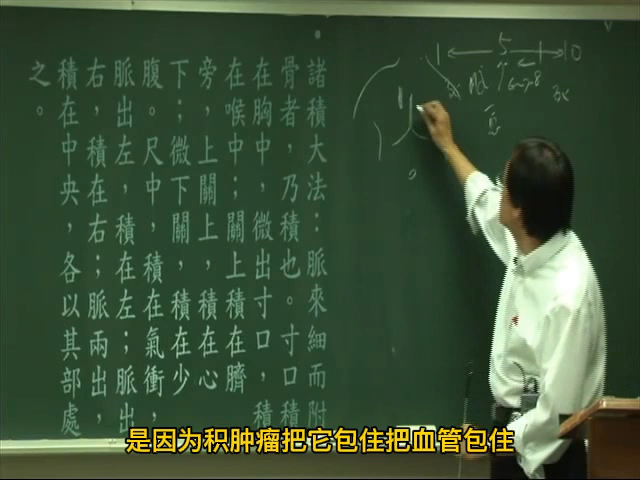 諸積大法：脈來細而附
骨者，乃積也。寸口積
在胸中，微出寸口，積
在喉中；關上積在臍
旁，上關上，積在心
下；微下關，積在少
腹。尺中，積在氣衝，
脈出左，積在左；脈出
右，積在右；脈兩出，
積在中央，各以其部處
之。
1 5 1 10
是因为积肿瘤把它包住把血管包住